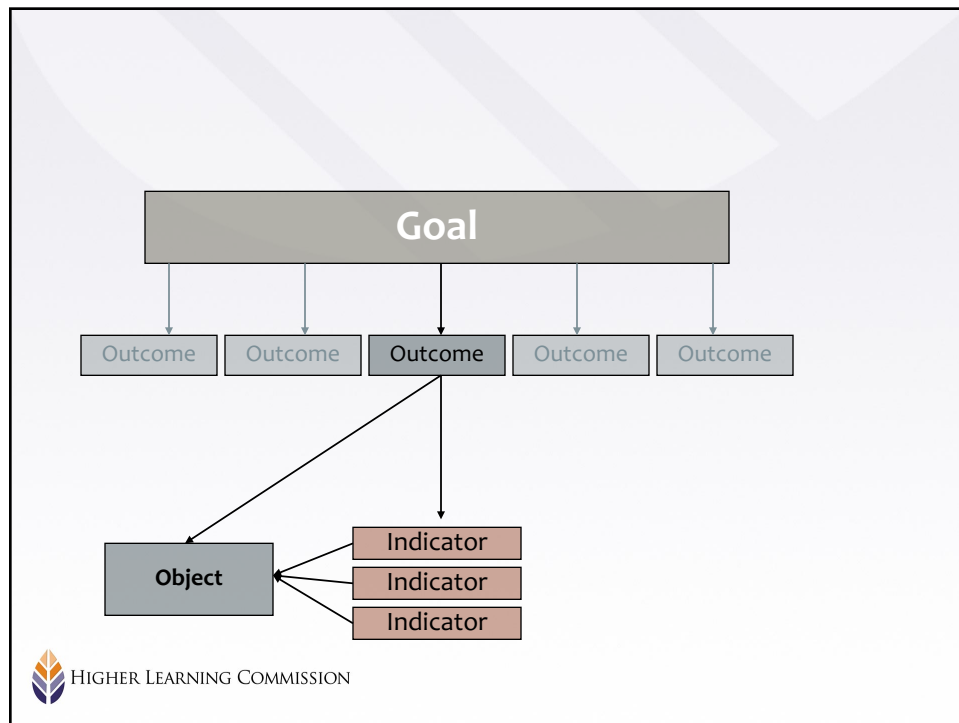 Goal
Outcome Outcome Outcome Outcome Outcome
Indicator
Object
Indicator
Indicator
HIGHER LEARNING COMMISSION